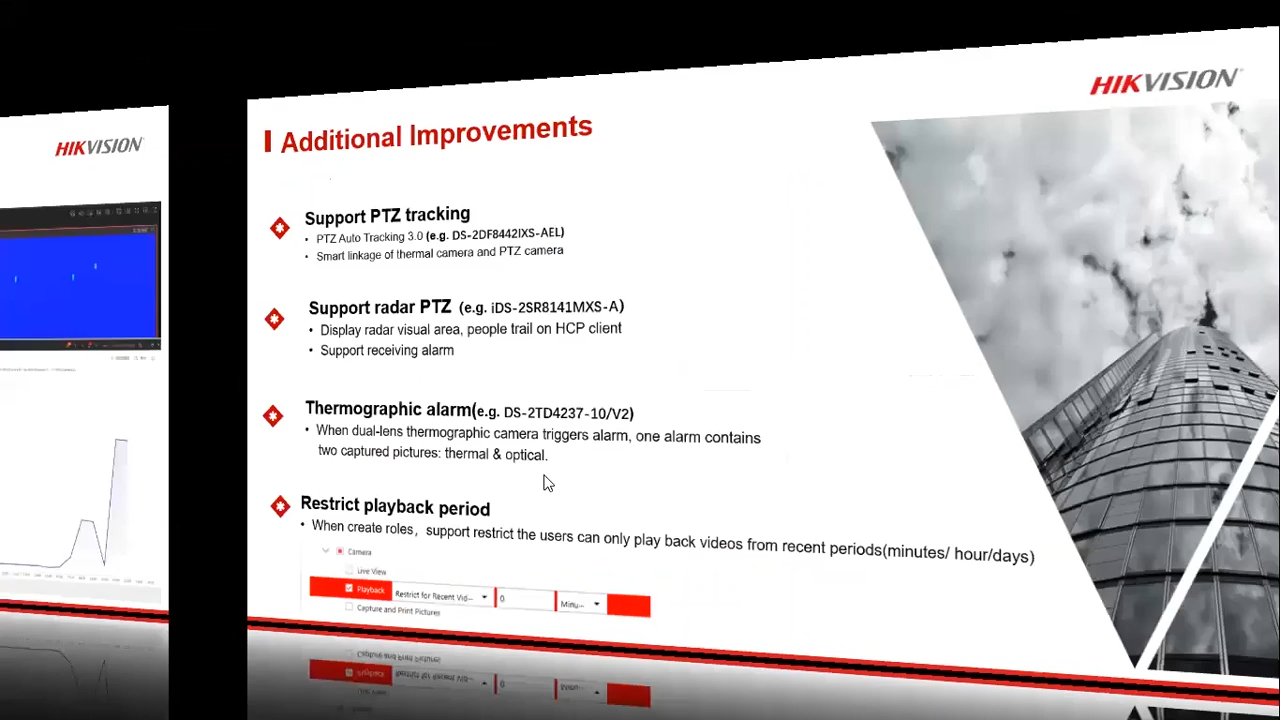 HIKVISION
HIKVISION
Additional Improvements
Support PTZ tracking
• PTZ Auto Tracking 3.0 (e.g. DS-2DF8442IXS-AEL)
• Smart linkage of thermal camera and PTZ camera
Support radar PTZ (e.g. iDS-2SR8141MXS-A)
• Display radar visual area, people trail on HCP client
• Support receiving alarm
Thermographic alarm(e.g. DS-2TD4237-10/V2)
• When dual-lens thermographic camera triggers alarm, one alarm contains
two captured pictures: thermal & optical.
Restrict playback period
• When create roles, support restrict the users can only play back videos from recent periods(minutes/ hour/days)
Camera
Live View
Playback Restrict for Recent Vid... 0 Minu...
Capture and Print Pictures